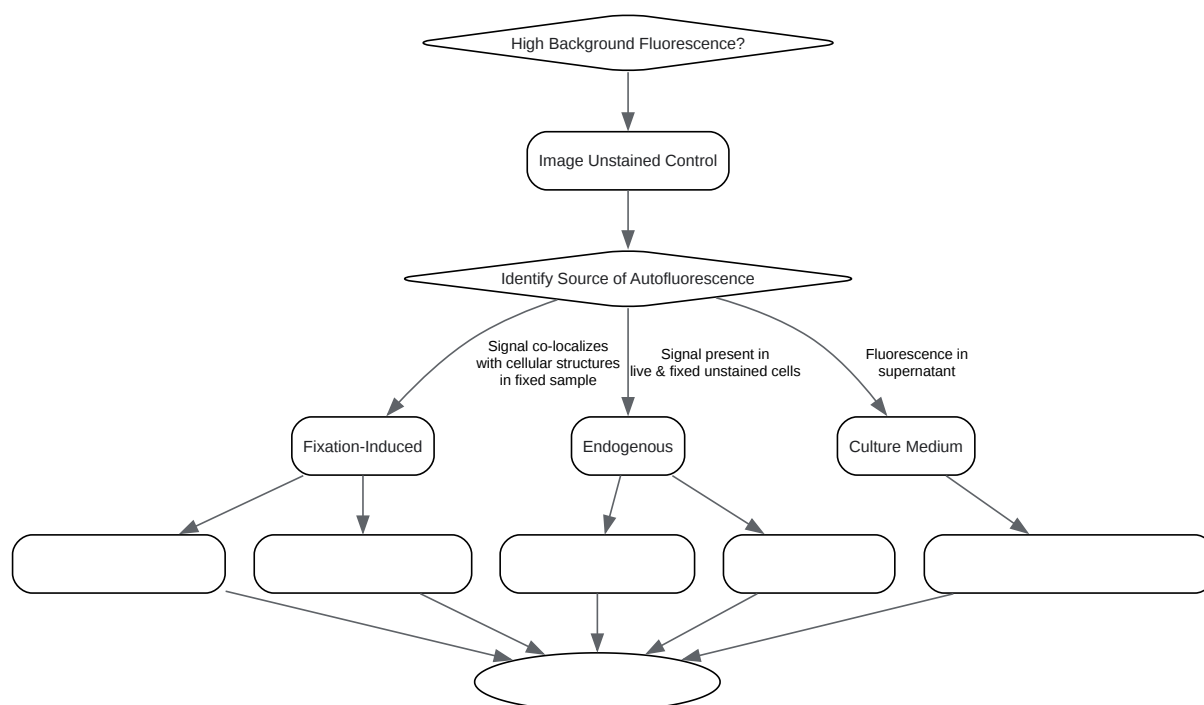 High Background Fluorescence?
Image Unstained Control
Identify Source of Autofluorescence
Signal co-localizes
with cellular structures
in fixed sample
Signal present in
live & fixed unstained cells
Fluorescence in
supernatant
Fixation-Induced
Endogenous
Culture Medium